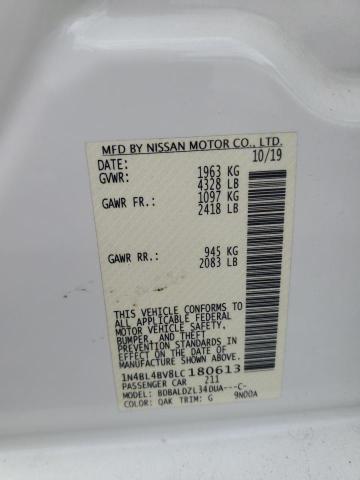 MFD BY NISSAN MOTOR CO., LTD.
DATE: 10/19
GVWR: 1963 KG
4328 LB
GAWR FR.: 1097 KG
2418 LB
GAWR RR.: 945 KG
2083 LB
THIS VEHICLE CONFORMS TO
ALL APPLICABLE FEDERAL
MOTOR VEHICLE SAFETY,
BUMPER, AND THEFT
PREVENTION STANDARDS IN
EFFECT ON THE DATE OF
MANUFACTURE SHOWN ABOVE.
1N4BL4BV8LC180613
PASSENGER CAR 211
MODEL: BDBALDZL34DUA---C-
COLOR: QAK TRIM: G 9N00A